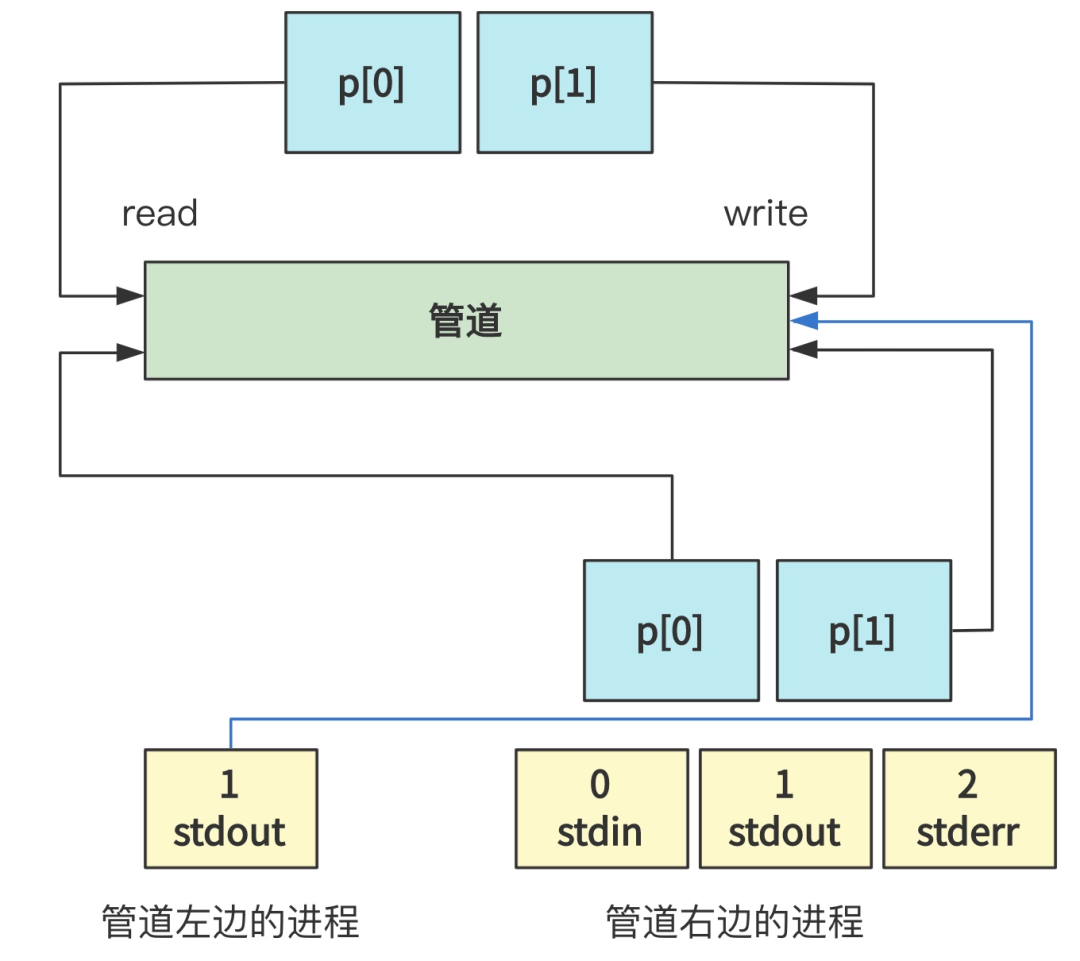 p[0]
p[1]
read
write
管道
p[0]
p[1]
1
stdout
0
stdin
1
stdout
2
stderr
管道左边的进程
管道右边的进程